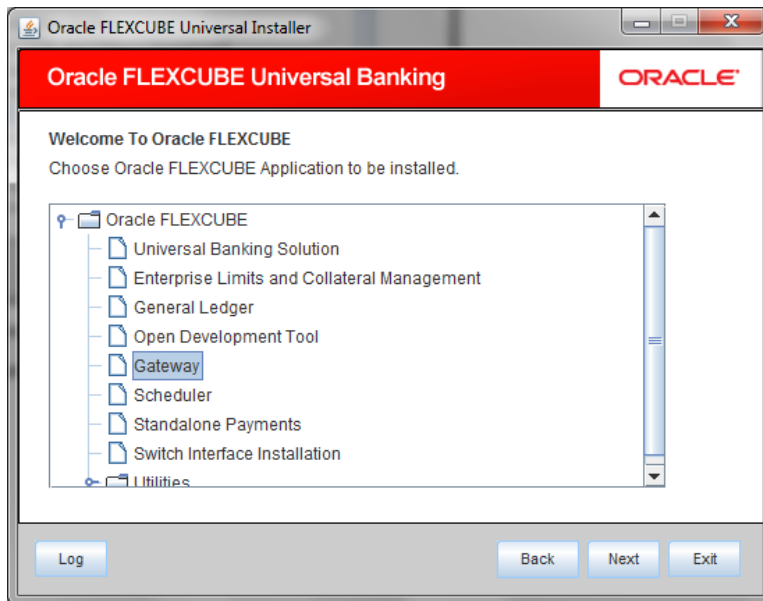 Oracle FLEXCUBE Universal Installer
Oracle FLEXCUBE Universal Banking
ORACLE
Welcome To Oracle FLEXCUBE
Choose Oracle FLEXCUBE Application to be installed.
Oracle FLEXCUBE
Universal Banking Solution
Enterprise Limits and Collateral Management
General Ledger
Open Development Tool
Gateway
Scheduler
Standalone Payments
Switch Interface Installation
Utilities
Log Back Next Exit